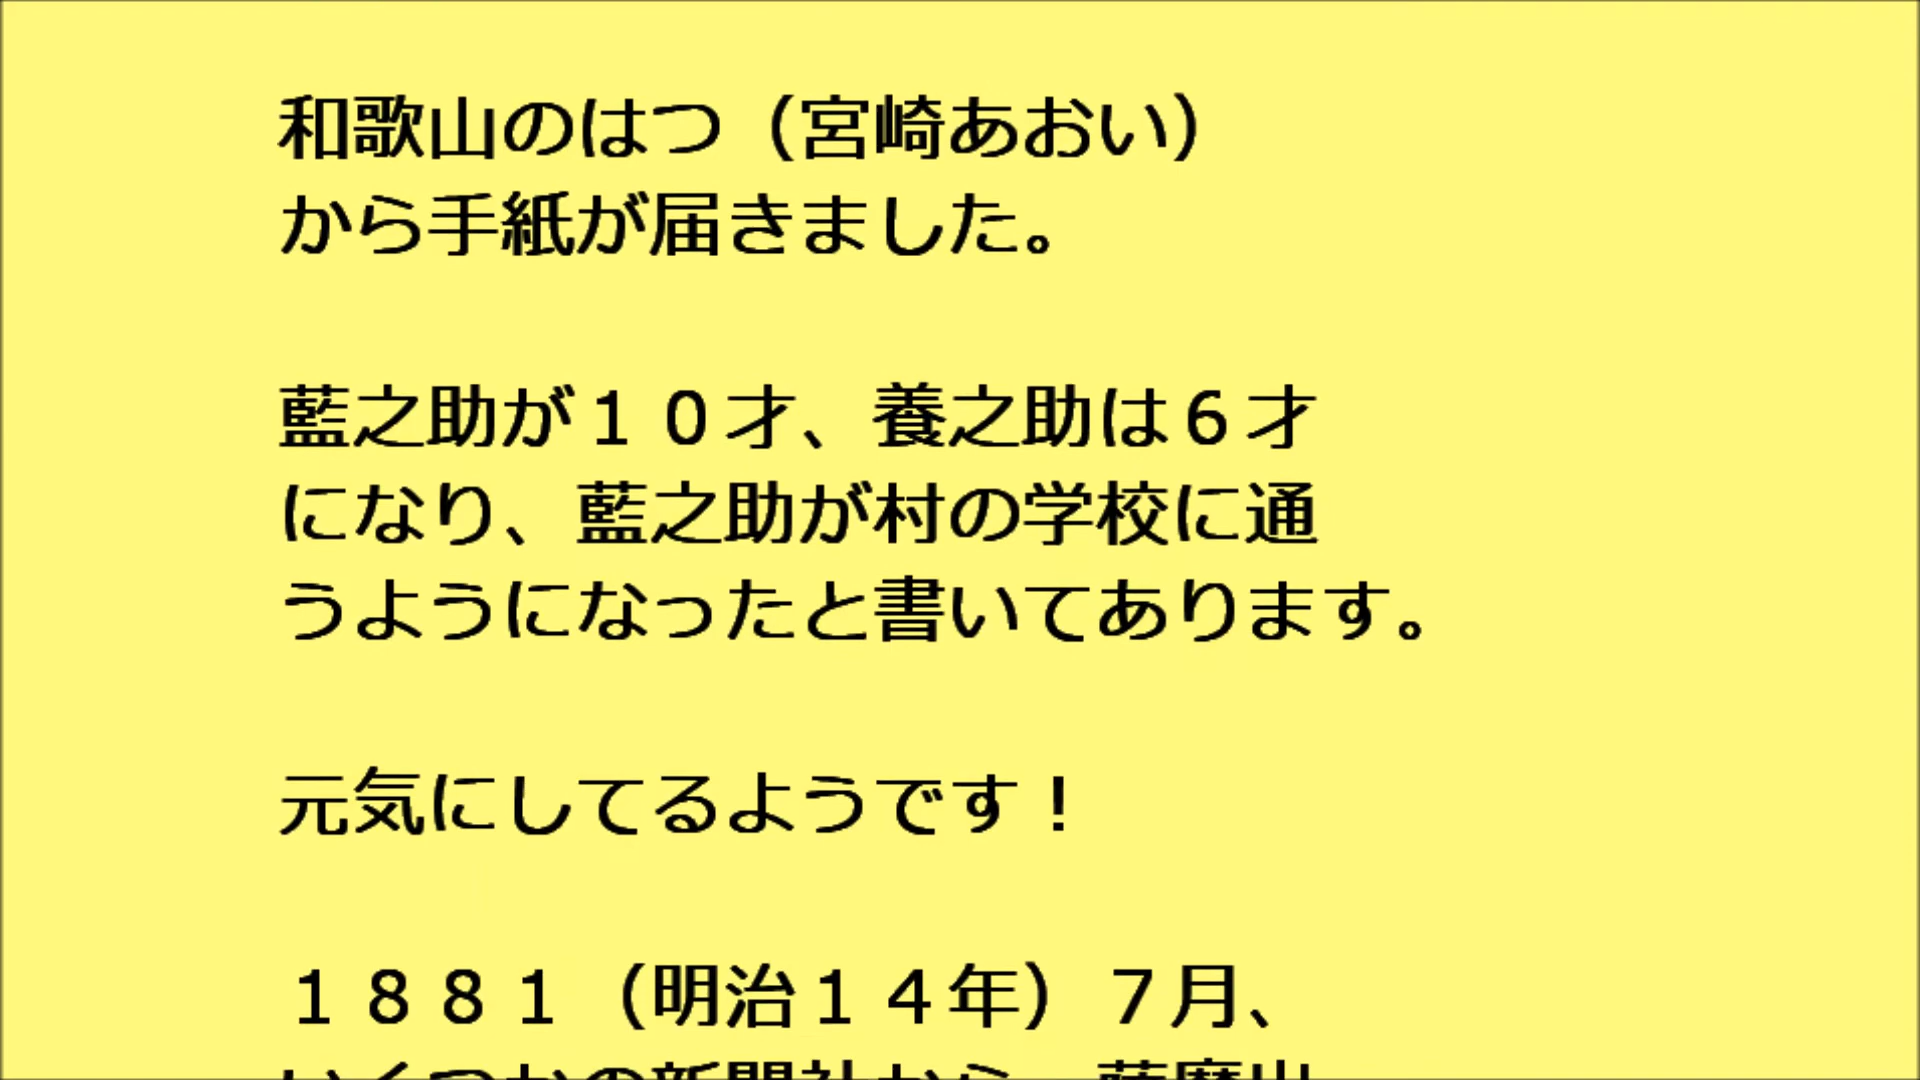 和歌山のはつ（宮崎あおい）
から手紙が届きました。
藍之助が１０才、養之助は６才
になり、藍之助が村の学校に通
うようになったと書いてあります。
元気にしてるようです！
１８８１（明治１４年）７月、